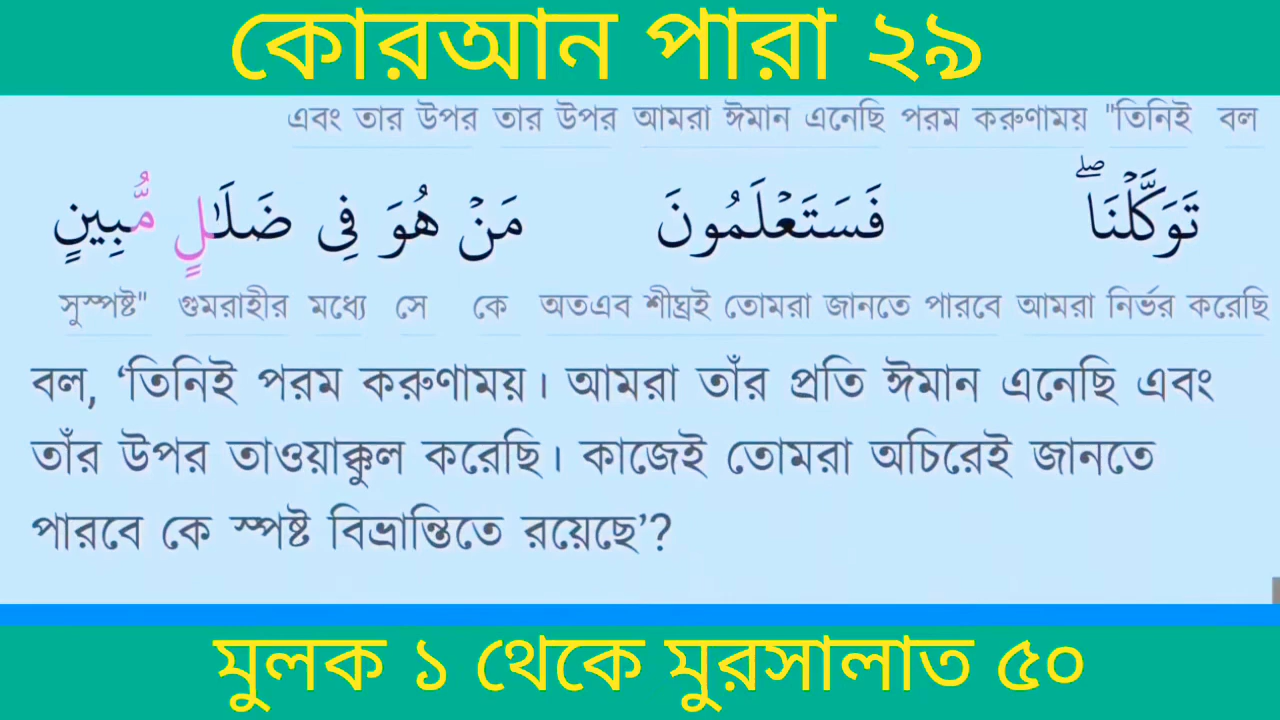 কোরআন পারা ২৯
এবং তার উপর তার উপর আমরা ঈমান এনেছি পরম করুণাময় "তিনিই বল
تَوَكَّلْنَا ۖ فَسَتَعْلَمُونَ مَنْ هُوَ فِى ضَلَـٰلٍ مُّبِينٍ
সুস্পষ্ট" গুমরাহীর মধ্যে সে কে অতএব শীঘ্রই তোমরা জানতে পারবে আমরা নির্ভর করেছি
বল, ‘তিনিই পরম করুণাময়। আমরা তাঁর প্রতি ঈমান এনেছি এবং
তাঁর উপর তাওয়াক্কুল করেছি। কাজেই তোমরা অচিরেই জানতে
পারবে কে স্পষ্ট বিভ্রান্তিতে রয়েছে’?
মুলক ১ থেকে মুরসালাত ৫০